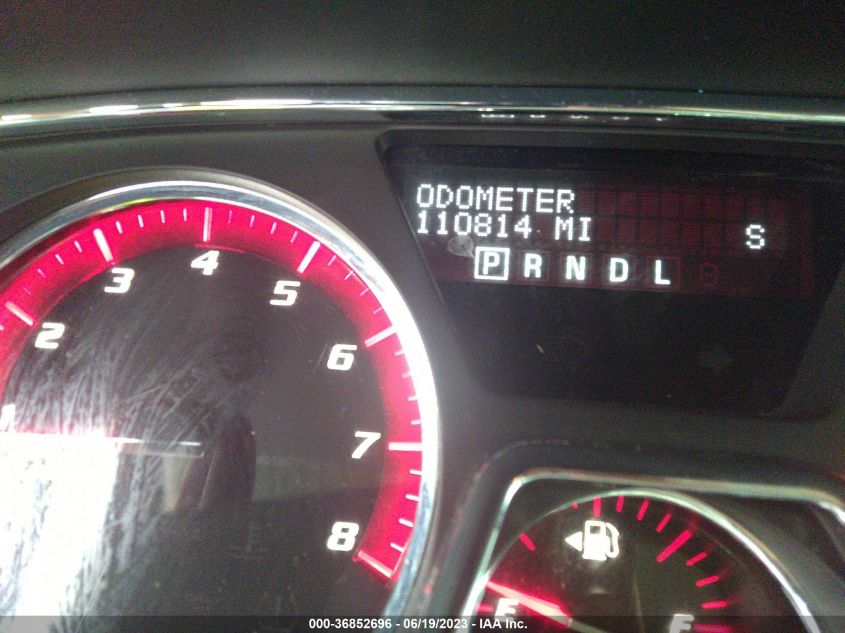 ODOMETER
110814 MI
S
P R N D L
2
3
4
5
6
7
8
E
F
000-36852696 - 06/19/2023 - IAA Inc.